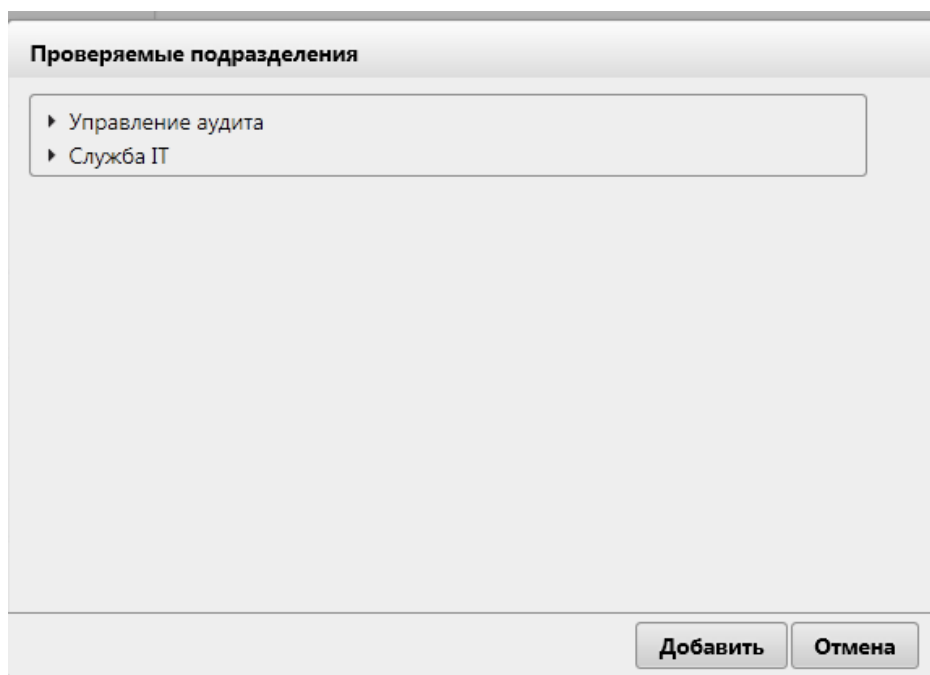 Проверяемые подразделения
Управление аудита
Служба IT
Добавить Отмена